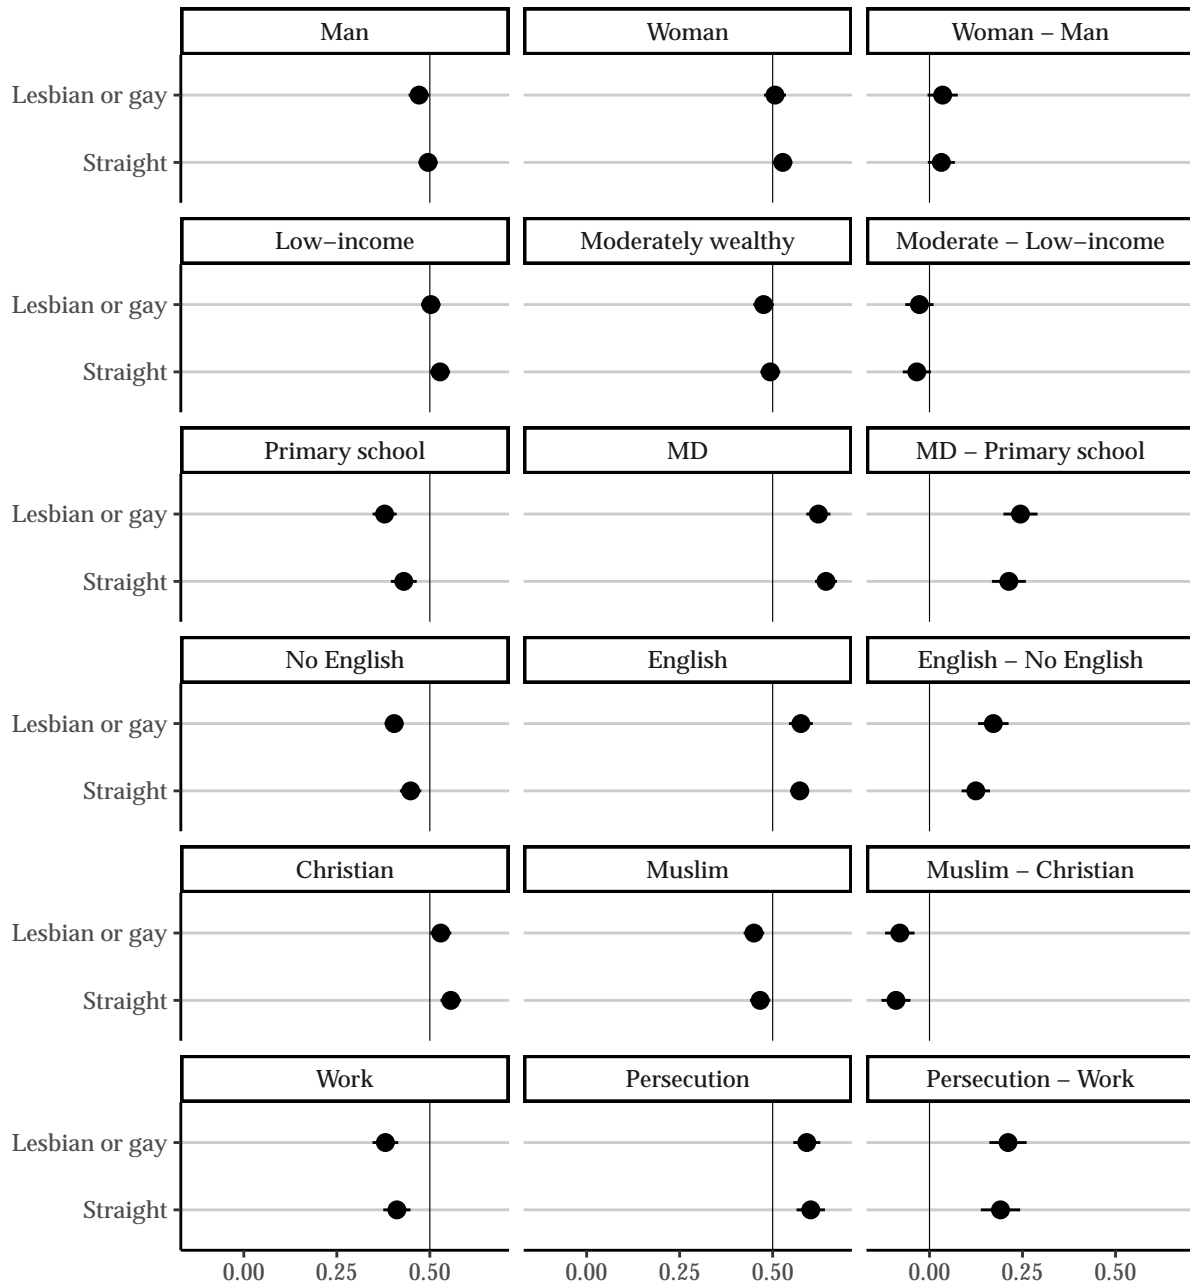 Man Woman Woman – Man
Lesbian or gay
Straight
Low–income Moderately wealthy Moderate – Low–income
Lesbian or gay
Straight
Primary school MD MD – Primary school
Lesbian or gay
Straight
No English English English – No English
Lesbian or gay
Straight
Christian Muslim Muslim – Christian
Lesbian or gay
Straight
Work Persecution Persecution – Work
Lesbian or gay
Straight
0.00 0.25 0.50 0.00 0.25 0.50 0.00 0.25 0.50